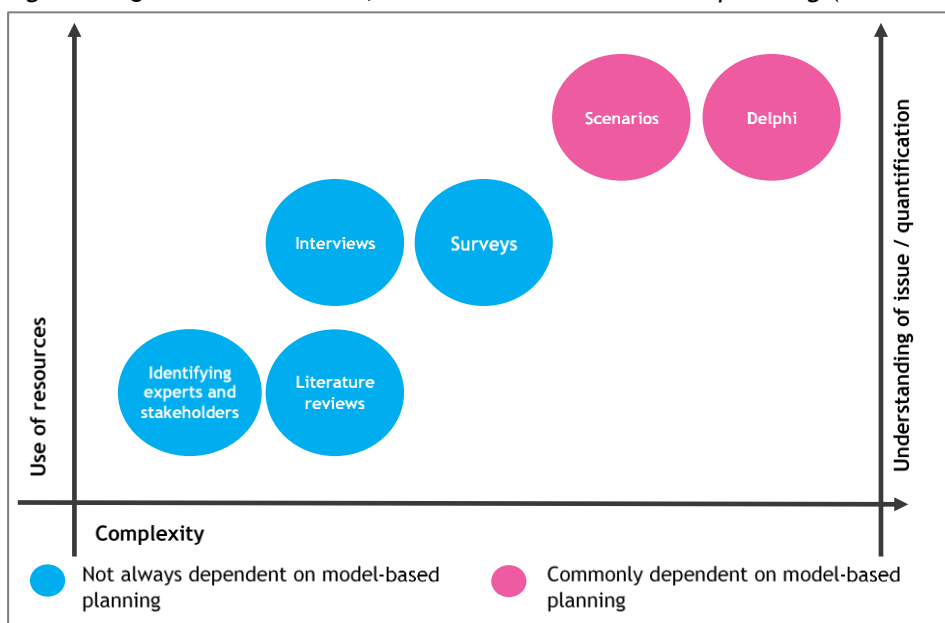 Scenarios
Delphi
Interviews
Surveys
Identifying
experts and
stakeholders
Literature
reviews
Use of resources
Understanding of issue / quantification
Complexity
Not always dependent on model-based
planning
Commonly dependent on model-based
planning